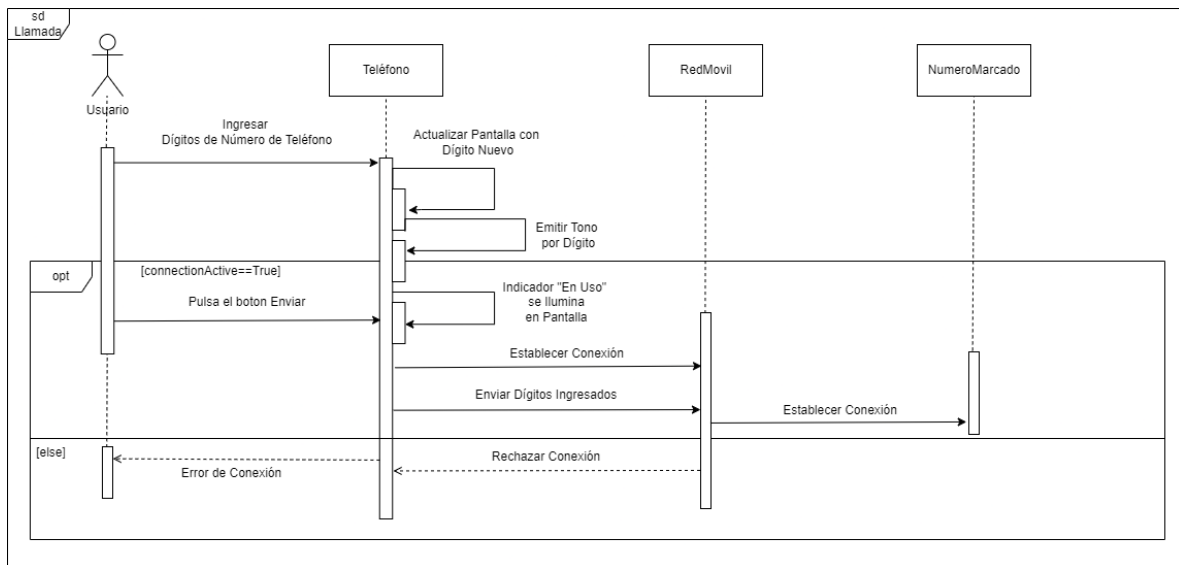 sd
Llamada
Usuario
Teléfono
RedMovil
NumeroMarcado
Ingresar
Dígitos de Número de Teléfono
Actualizar Pantalla con
Dígito Nuevo
Emitir Tono
por Dígito
opt
[connectionActive==True]
Pulsa el boton Enviar
Indicador "En Uso"
se Ilumina
en Pantalla
Establecer Conexión
Enviar Dígitos Ingresados
Establecer Conexión
[else]
Rechazar Conexión
Error de Conexión